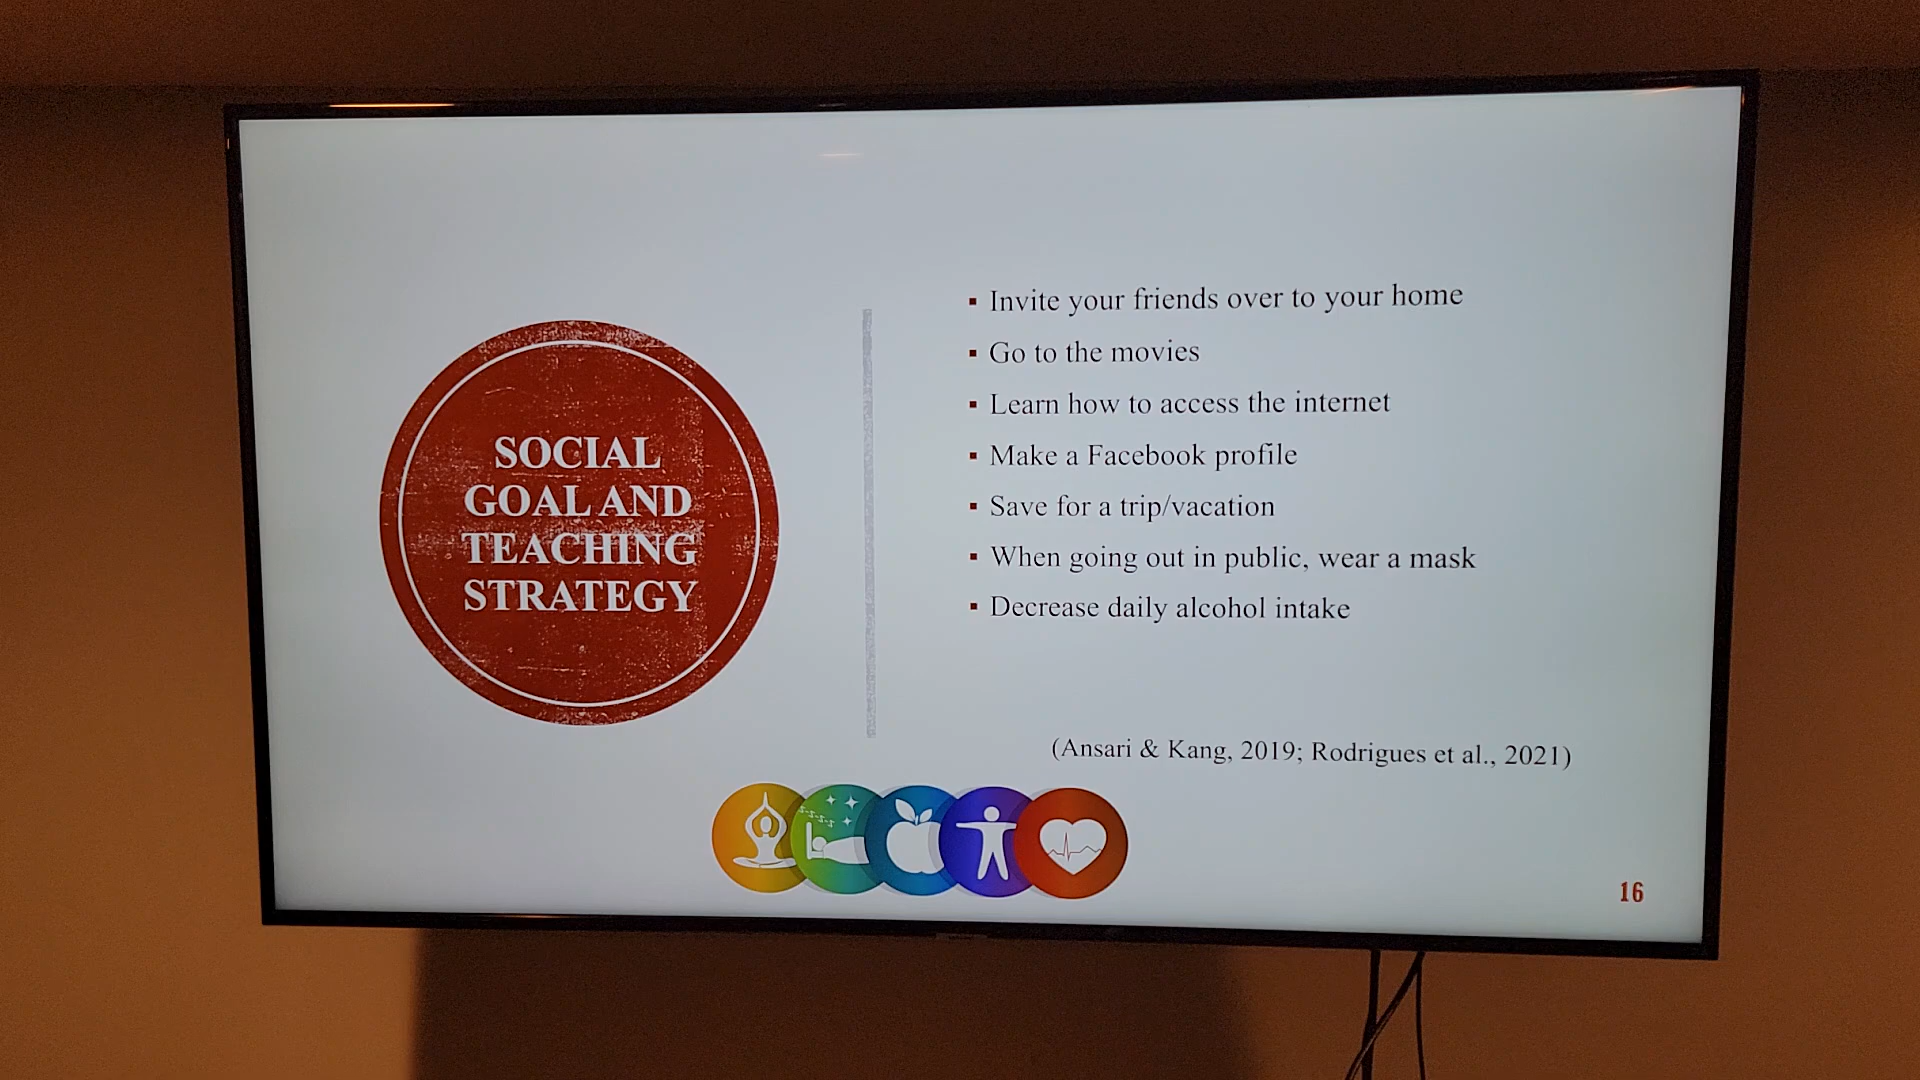 SOCIAL
GOAL AND
TEACHING
STRATEGY
▪ Invite your friends over to your home
▪ Go to the movies
▪ Learn how to access the internet
▪ Make a Facebook profile
▪ Save for a trip/vacation
▪ When going out in public, wear a mask
▪ Decrease daily alcohol intake
(Ansari & Kang, 2019; Rodrigues et al., 2021)
16